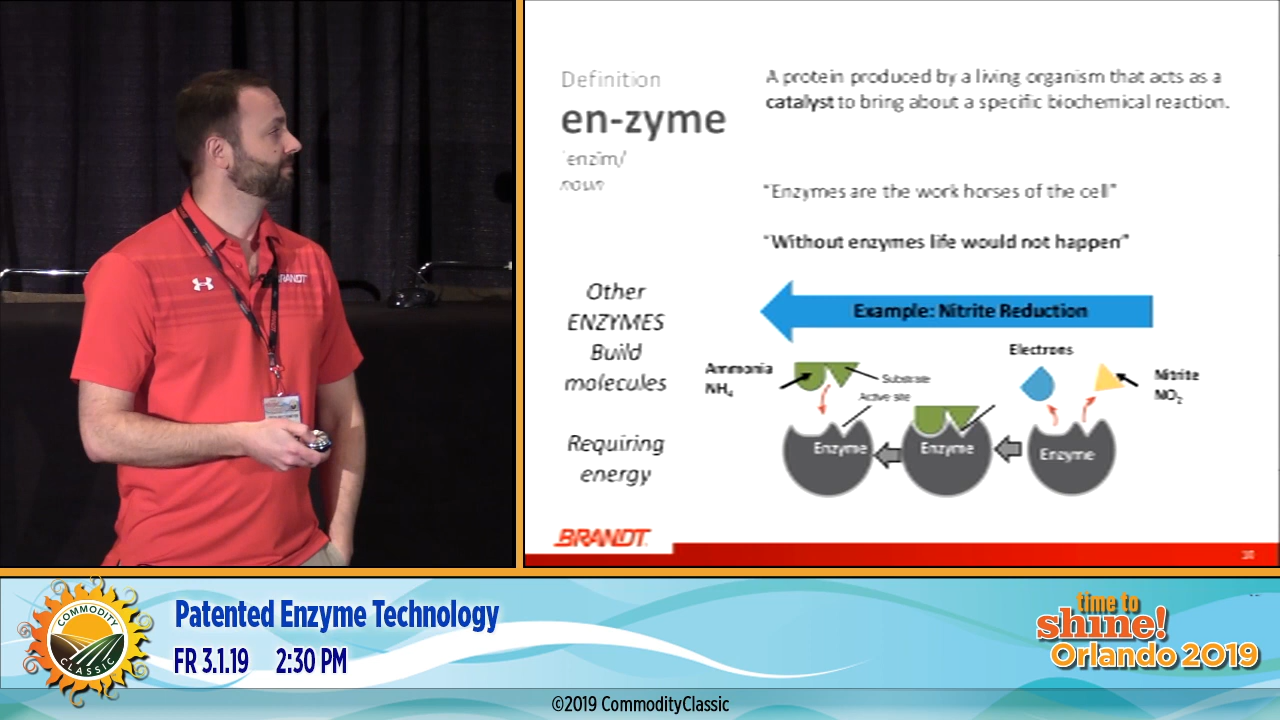 BRANDT
Definition
en-zyme
'enzīm/
noun
A protein produced by a living organism that acts as a
catalyst to bring about a specific biochemical reaction.
"Enzymes are the work horses of the cell"
"Without enzymes life would not happen"
Other
ENZYMES
Build
molecules
Requiring
energy
Example: Nitrite Reduction
Electrons
Ammonia
NH4
Substrate
Active site
Nitrite
NO2
Enzyme
Enzyme
Enzyme
BRANDT
10
COMMODITY
CLASSIC
Patented Enzyme Technology
FR 3.1.19 2:30 PM
time to
shine!
Orlando 2019
©2019 CommodityClassic